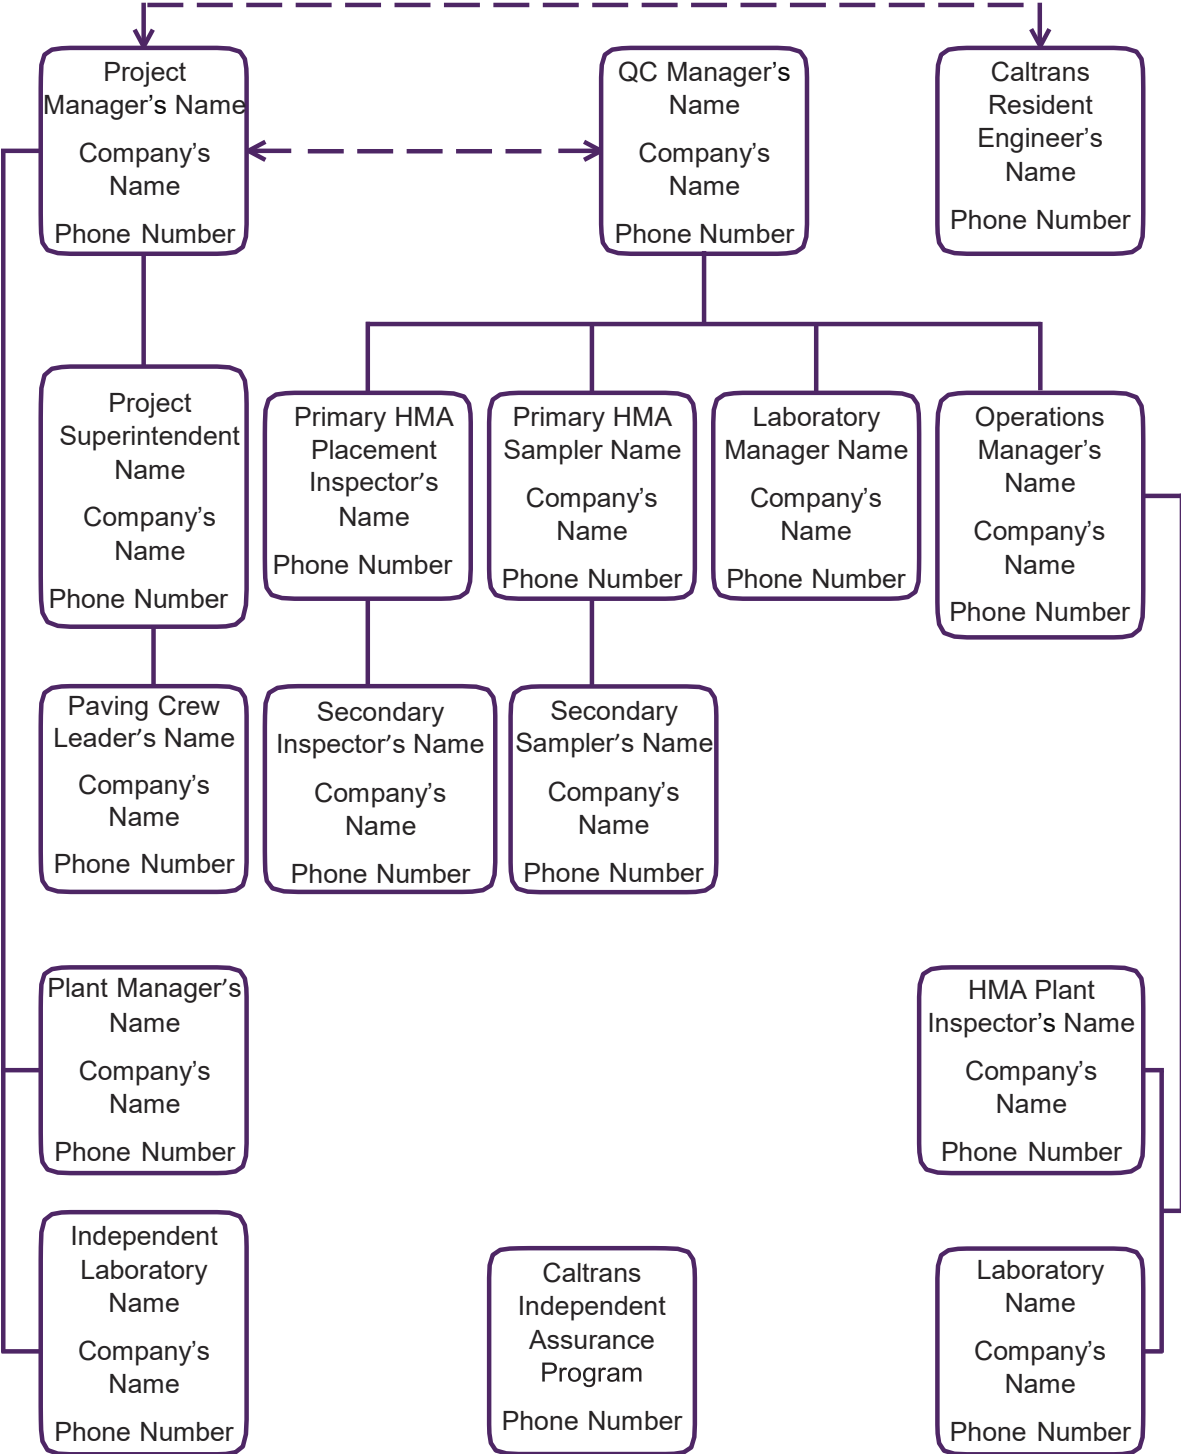 Project
Manager’s Name
Company’s
Name
Phone Number
QC Manager’s
Name
Company’s
Name
Phone Number
Caltrans
Resident
Engineer’s
Name
Phone Number
Project
Superintendent
Name
Company’s
Name
Phone Number
Primary HMA
Placement
Inspector’s
Name
Phone Number
Primary HMA
Sampler Name
Company’s
Name
Phone Number
Laboratory
Manager Name
Company’s
Name
Phone Number
Operations
Manager’s
Name
Company’s
Name
Phone Number
Paving Crew
Leader’s Name
Company’s
Name
Phone Number
Secondary
Inspector’s Name
Company’s
Name
Phone Number
Secondary
Sampler’s Name
Company’s
Name
Phone Number
Plant Manager’s
Name
Company’s
Name
Phone Number
HMA Plant
Inspector’s Name
Company’s
Name
Phone Number
Independent
Laboratory
Name
Company’s
Name
Phone Number
Caltrans
Independent
Assurance
Program
Phone Number
Laboratory
Name
Company’s
Name
Phone Number